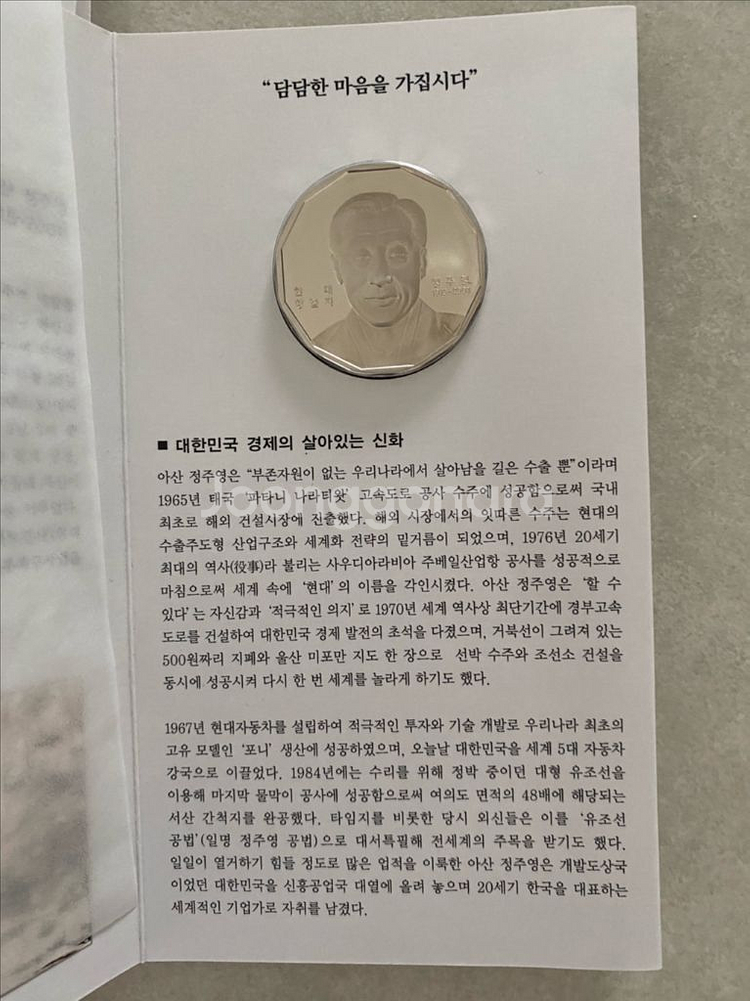 “담담한 마음을 가집시다”
현 대
창 업 자
정 주 영
■ 대한민국 경제의 살아있는 신화
아산 정주영은 “부존자원이 없는 우리나라에서 살아남을 길은 수출 뿐”이라며
1965년 태국 ‘파타니 나라티왓’ 고속도로 공사 수주에 성공함으로써 국내
최초로 해외 건설시장에 진출했다. 해외 시장에서의 잇따른 수주는 현대의
수출주도형 산업구조와 세계화 전략의 밑거름이 되었으며, 1976년 20세기
최대의 역사(役事)라 불리는 사우디아라비아 주베일산업항 공사를 성공적으로
마침으로써 세계 속에 ‘현대’의 이름을 각인시켰다. 아산 정주영은 ‘할 수
있다’는 자신감과 ‘적극적인 의지’로 1970년 세계 역사상 최단기간에 경부고속
도로를 건설하여 대한민국 경제 발전의 초석을 다졌으며, 거북선이 그려져 있는
500원짜리 지폐와 울산 미포만 지도 한 장으로 선박 수주와 조선소 건설을
동시에 성공시켜 다시 한 번 세계를 놀라게 하기도 했다.
1967년 현대자동차를 설립하여 적극적인 투자와 기술 개발로 우리나라 최초의
고유 모델인 ‘포니’ 생산에 성공하였으며, 오늘날 대한민국을 세계 5대 자동차
강국으로 이끌었다. 1984년에는 수리를 위해 정박 중이던 대형 유조선을
이용해 마지막 물막이 공사에 성공함으로써 여의도 면적의 48배에 해당되는
서산 간척지를 완공했다. 타임지를 비롯한 당시 외신들은 이를 ‘유조선
공법’(일명 정주영 공법)으로 대서특필해 전세계의 주목을 받기도 했다.
일일이 열거하기 힘들 정도로 많은 업적을 이룩한 아산 정주영은 개발도상국
이었던 대한민국을 신흥공업국 대열에 올려 놓으며 20세기 한국을 대표하는
세계적인 기업가로 자취를 남겼다.
Joonggonara
Joonggonara